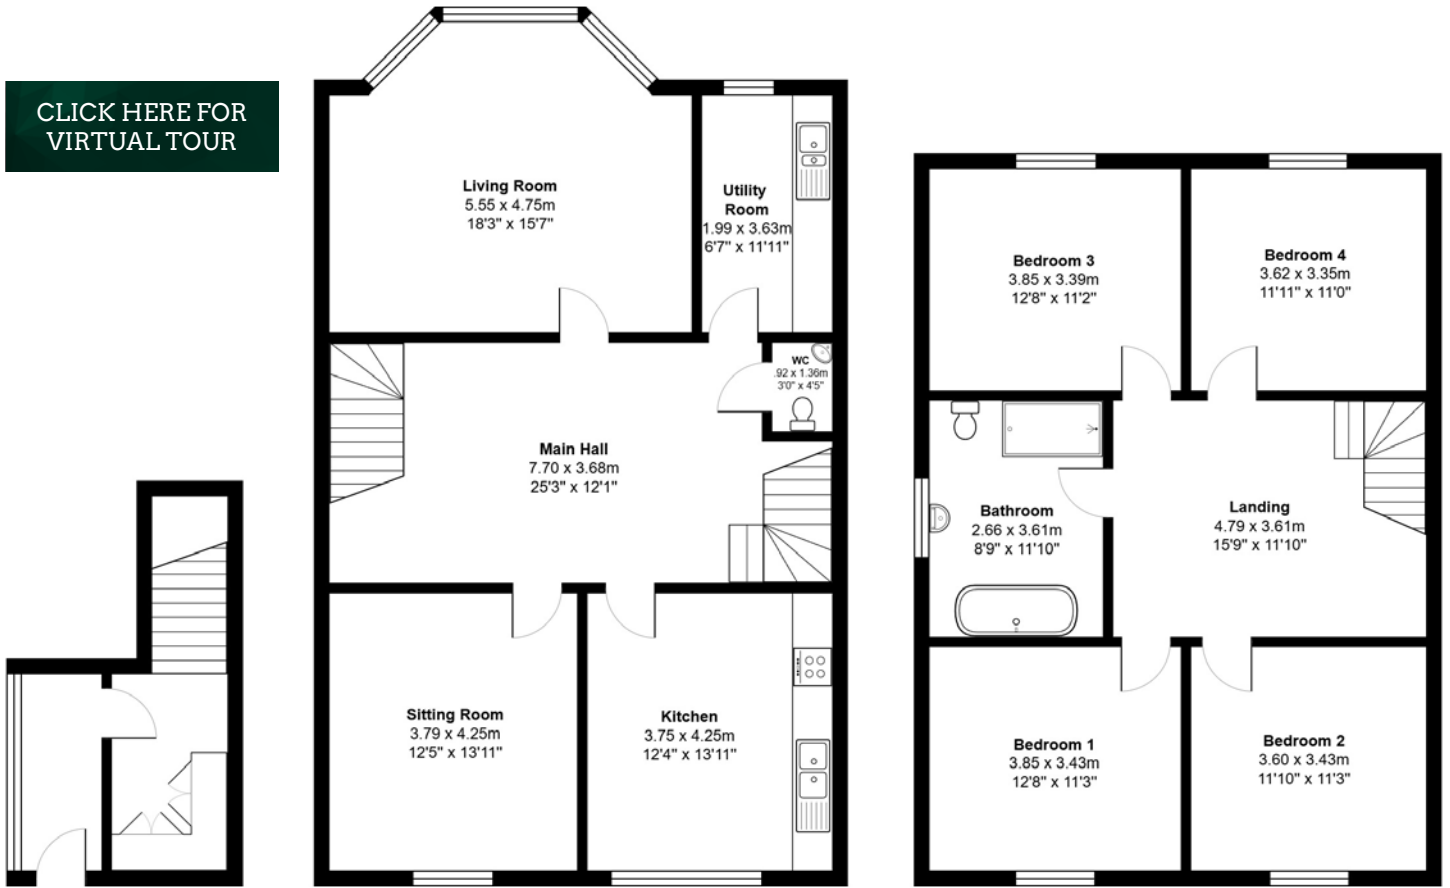 CLICK HERE FOR
VIRTUAL TOUR
Living Room
5.55 x 4.75m
18'3" x 15'7"
Utility
Room
1.99 x 3.63m
6'7" x 11'11"
WC
.92 x 1.36m
3'0" x 4'5"
Main Hall
7.70 x 3.68m
25'3" x 12'1"
Sitting Room
3.79 x 4.25m
12'5" x 13'11"
Kitchen
3.75 x 4.25m
12'4" x 13'11"
Bedroom 3
3.85 x 3.39m
12'8" x 11'2"
Bedroom 4
3.62 x 3.35m
11'11" x 11'0"
Bathroom
2.66 x 3.61m
8'9" x 11'10"
Landing
4.79 x 3.61m
15'9" x 11'10"
Bedroom 1
3.85 x 3.43m
12'8" x 11'3"
Bedroom 2
3.60 x 3.43m
11'10" x 11'3"